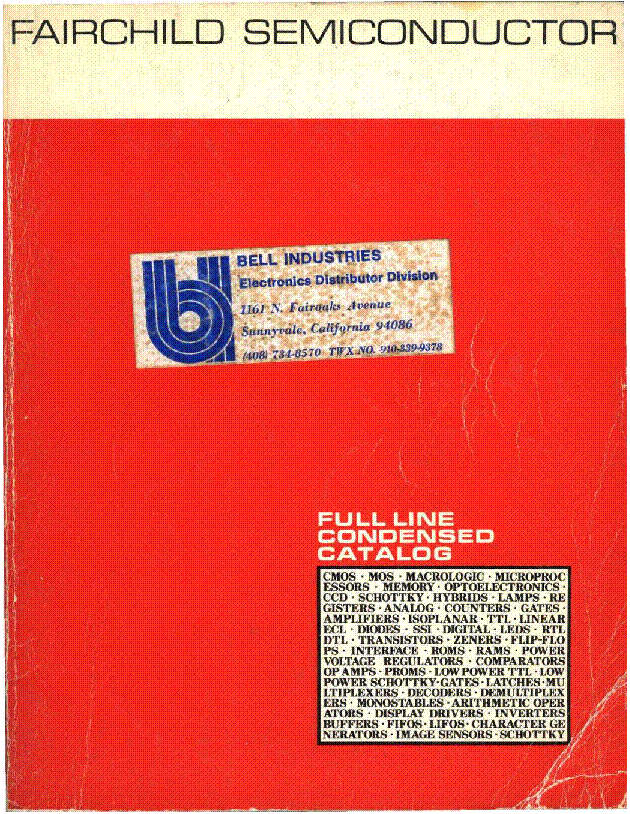 FAIRCHILD SEMICONDUCTOR
BELL INDUSTRIES
Electronics Distributor Division
1161 N. Fairoaks Avenue
Sunnyvale, California 94086
(408) 734-8570 TWX NO. 910-339-9378
FULL LINE
CONDENSED
CATALOG
CMOS · MOS · MACROLOGIC · MICROPROC
ESSORS · MEMORY · OPTOELECTRONICS ·
CCD · SCHOTTKY · HYBRIDS · LAMPS · RE
GISTERS · ANALOG · COUNTERS · GATES ·
AMPLIFIERS · ISOPLANAR · TTL · LINEAR
ECL · DIODES · SSI · DIGITAL · LEDS · RTL
DTL · TRANSISTORS · ZENERS · FLIP-FLO
PS · INTERFACE · ROMS · RAMS · POWER
VOLTAGE REGULATORS · COMPARATORS
OP AMPS · PROMS · LOW POWER TTL · LOW
POWER SCHOTTKY · GATES · LATCHES · MU
LTIPLEXERS · DECODERS · DEMULTIPLEX
ERS · MONOSTABLES · ARITHMETIC OPER
ATORS · DISPLAY DRIVERS · INVERTERS
BUFFERS · FIFOS · LIFOS · CHARACTER GE
NERATORS · IMAGE SENSORS · SCHOTTKY